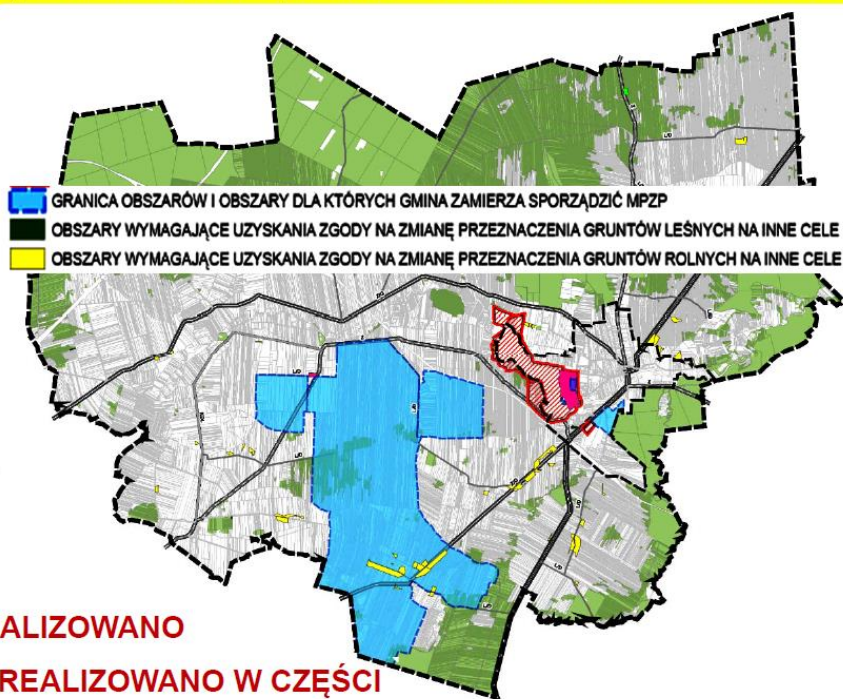 GRANICA OBSZARÓW I OBSZARY DLA KTÓRYCH GMINA ZAMIERZA SPORZĄDZIĆ MPZP
OBSZARY WYMAGAJĄCE UZYSKANIA ZGODY NA ZMIANĘ PRZEZNACZENIA GRUNTÓW LEŚNYCH NA INNE CELE
OBSZARY WYMAGAJĄCE UZYSKANIA ZGODY NA ZMIANĘ PRZEZNACZENIA GRUNTÓW ROLNYCH NA INNE CELE
ALIZOWANO
REALIZOWANO W CZĘŚCI